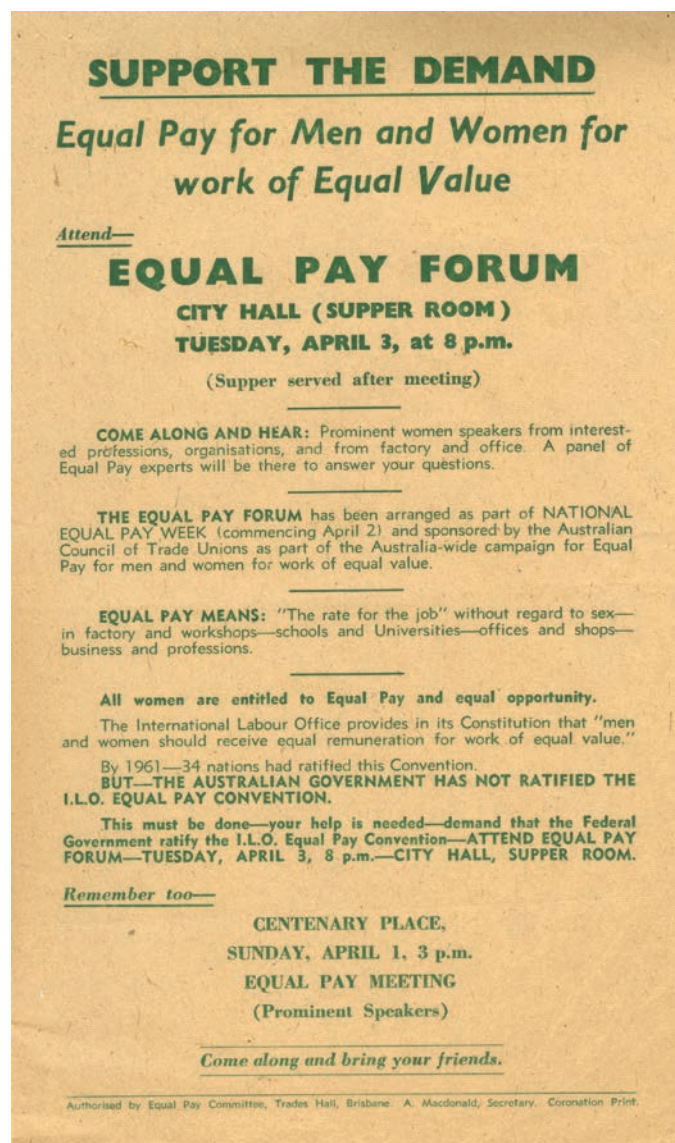 SUPPORT THE DEMAND
Equal Pay for Men and Women for
work of Equal Value
Attend—
EQUAL PAY FORUM
CITY HALL (SUPPER ROOM)
TUESDAY, APRIL 3, at 8 p.m.
(Supper served after meeting)
COME ALONG AND HEAR: Prominent women speakers from interest-
ed professions, organisations, and from factory and office. A panel of
Equal Pay experts will be there to answer your questions.
THE EQUAL PAY FORUM has been arranged as part of NATIONAL
EQUAL PAY WEEK (commencing April 2) and sponsored by the Australian
Council of Trade Unions as part of the Australia-wide campaign for Equal
Pay for men and women for work of equal value.
EQUAL PAY MEANS: "The rate for the job" without regard to sex—
in factory and workshops—schools and Universities—offices and shops—
business and professions.
All women are entitled to Equal Pay and equal opportunity.
The International Labour Office provides in its Constitution that "men
and women should receive equal remuneration for work of equal value."
By 1961—34 nations had ratified this Convention.
BUT—THE AUSTRALIAN GOVERNMENT HAS NOT RATIFIED THE
I.L.O. EQUAL PAY CONVENTION.
This must be done—your help is needed—demand that the Federal
Government ratify the I.L.O. Equal Pay Convention—ATTEND EQUAL PAY
FORUM—TUESDAY, APRIL 3, 8 p.m.—CITY HALL, SUPPER ROOM.
Remember too—
CENTENARY PLACE,
SUNDAY, APRIL 1, 3 p.m.
EQUAL PAY MEETING
(Prominent Speakers)
Come along and bring your friends.
Authorised by Equal Pay Committee, Trades Hall, Brisbane. A. Macdonald, Secretary. Coronation Print.